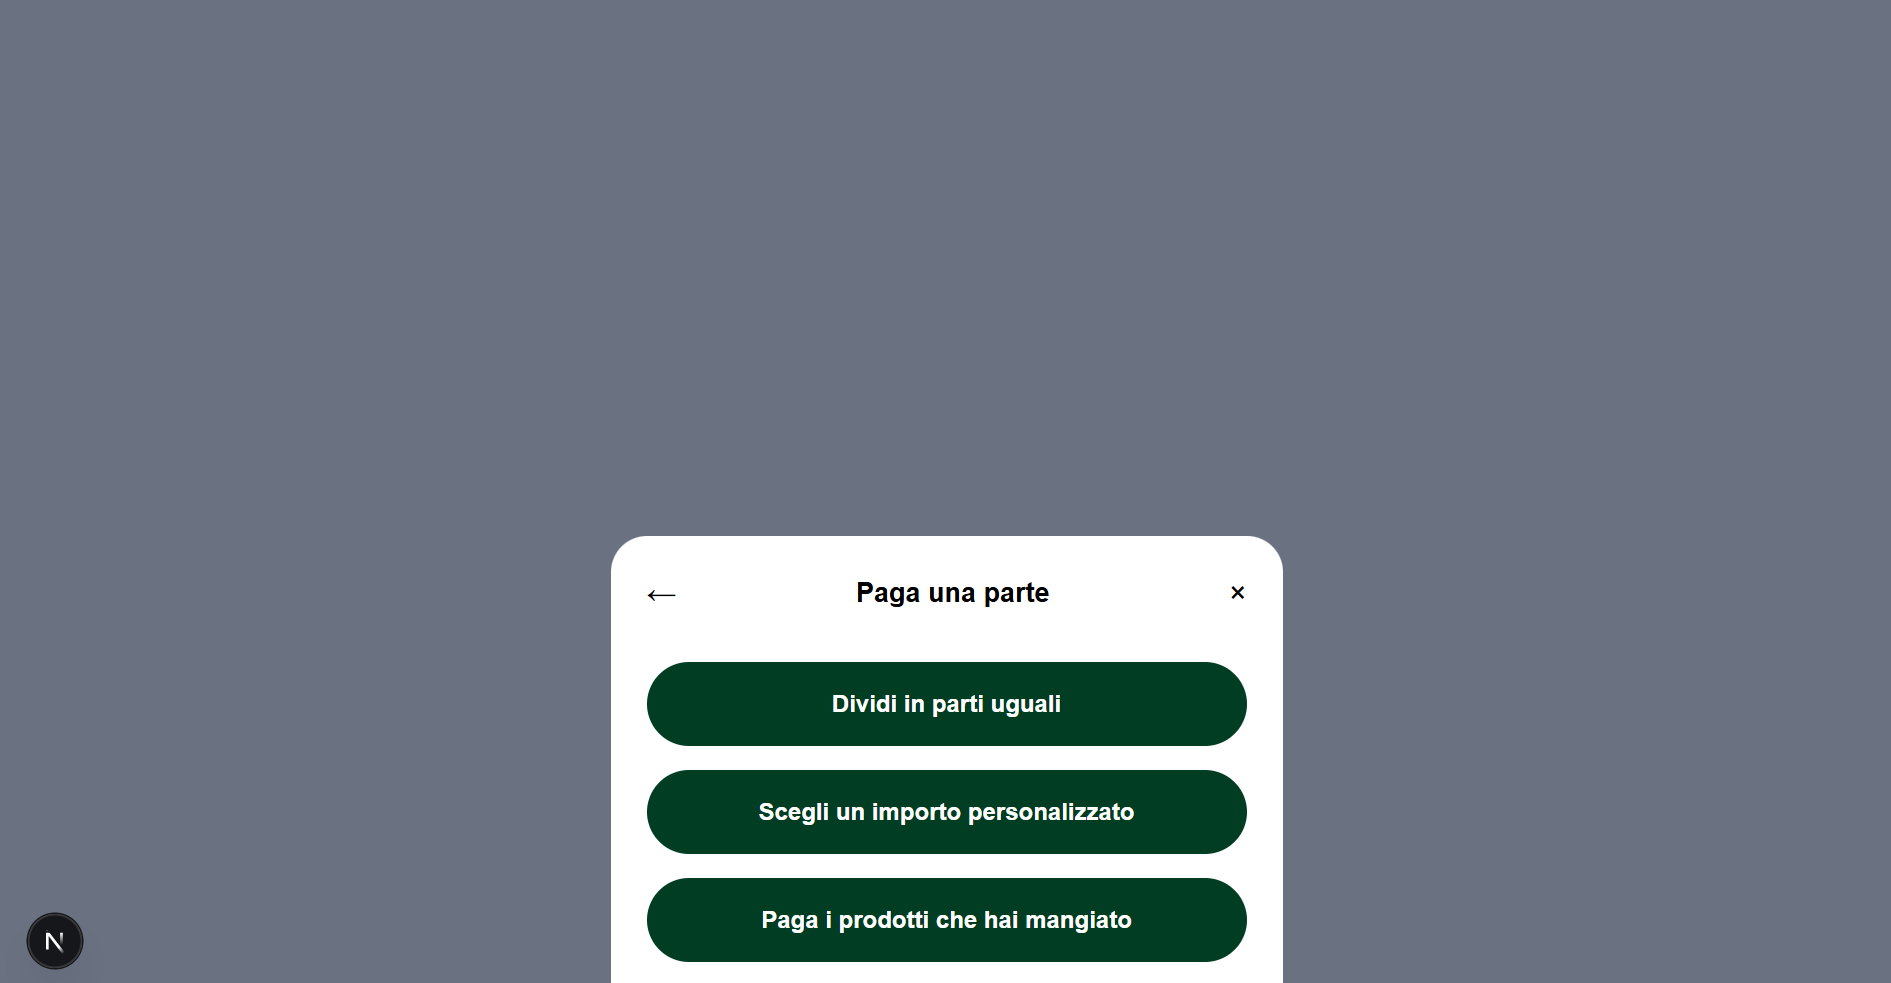 ← Paga una parte ×
Dividi in parti uguali
Scegli un importo personalizzato
Paga i prodotti che hai mangiato
N